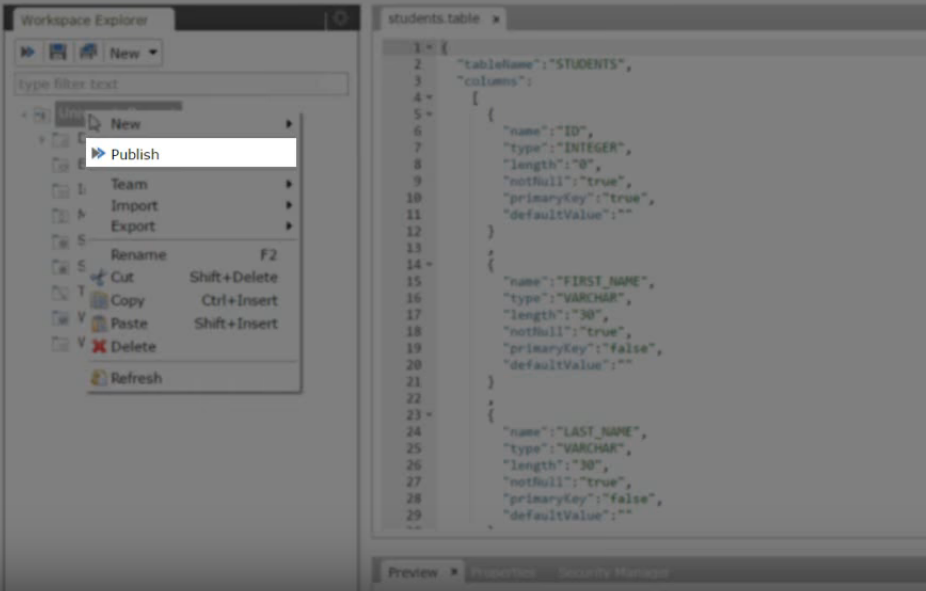 Workspace Explorer
New
type filter text
New
Publish
Team
Import
Export
Rename F2
Cut Shift+Delete
Copy Ctrl+Insert
Paste Shift+Insert
Delete
Refresh
students.table
1 {
2 "tableName":"STUDENTS",
3 "columns":
4 [
5 {
6 "name":"ID",
7 "type":"INTEGER",
8 "length":"0",
9 "notNull":"true",
10 "primaryKey":"true",
11 "defaultValue":""
12 }
13 ,
14 {
15 "name":"FIRST_NAME",
16 "type":"VARCHAR",
17 "length":"30",
18 "notNull":"true",
19 "primaryKey":"false",
20 "defaultValue":""
21 }
22 ,
23 {
24 "name":"LAST_NAME",
25 "type":"VARCHAR",
26 "length":"30",
27 "notNull":"true",
28 "primaryKey":"false",
29 "defaultValue":""
Preview Properties Security Manager